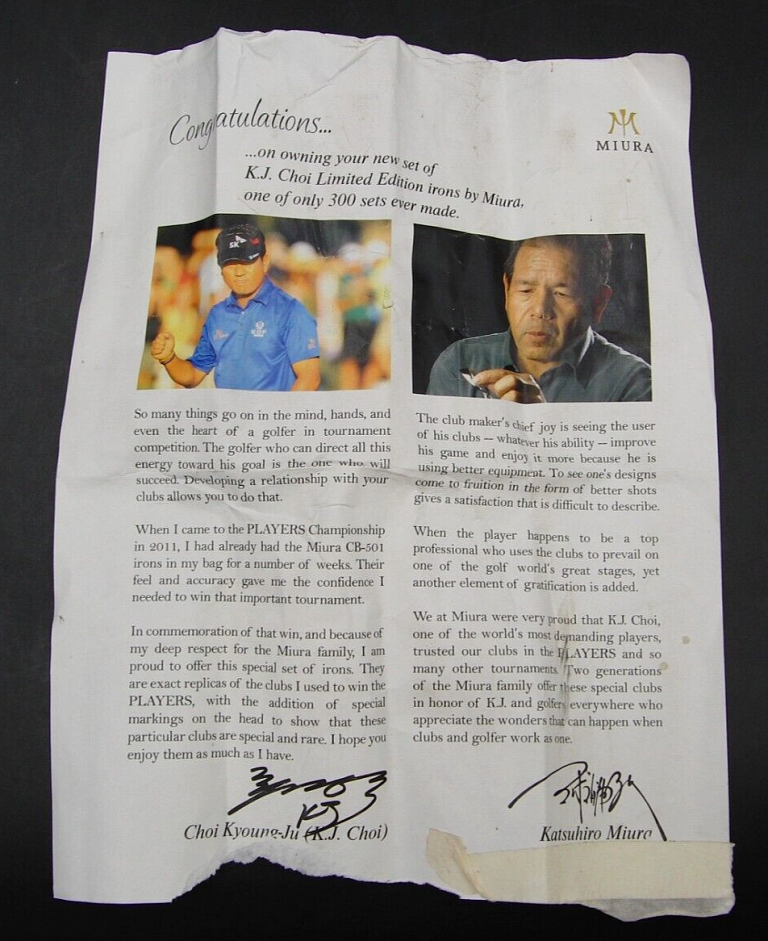 Congratulations...
MIURA
...on owning your new set of
K.J. Choi Limited Edition irons by Miura,
one of only 300 sets ever made.
SK
So many things go on in the mind, hands, and
even the heart of a golfer in tournament
competition. The golfer who can direct all this
energy toward his goal is the one who will
succeed. Developing a relationship with your
clubs allows you to do that.
When I came to the PLAYERS Championship
in 2011, I had already had the Miura CB-501
irons in my bag for a number of weeks. Their
feel and accuracy gave me the confidence I
needed to win that important tournament.
In commemoration of that win, and because of
my deep respect for the Miura family, I am
proud to offer this special set of irons. They
are exact replicas of the clubs I used to win the
PLAYERS, with the addition of special
markings on the head to show that these
particular clubs are special and rare. I hope you
enjoy them as much as I have.
Choi Kyoung-Ju (K.J. Choi)
The club maker's chief joy is seeing the user
of his clubs – whatever his ability – improve
his game and enjoy it more because he is
using better equipment. To see one's designs
come to fruition in the form of better shots
gives a satisfaction that is difficult to describe.
When the player happens to be a top
professional who uses the clubs to prevail on
one of the golf world's great stages, yet
another element of gratification is added.
We at Miura were very proud that K.J. Choi,
one of the world's most demanding players,
trusted our clubs in the PLAYERS and so
many other tournaments. Two generations
of the Miura family offer these special clubs
in honor of K.J. and golfers everywhere who
appreciate the wonders that can happen when
clubs and golfer work as one.
Katsuhiro Miura